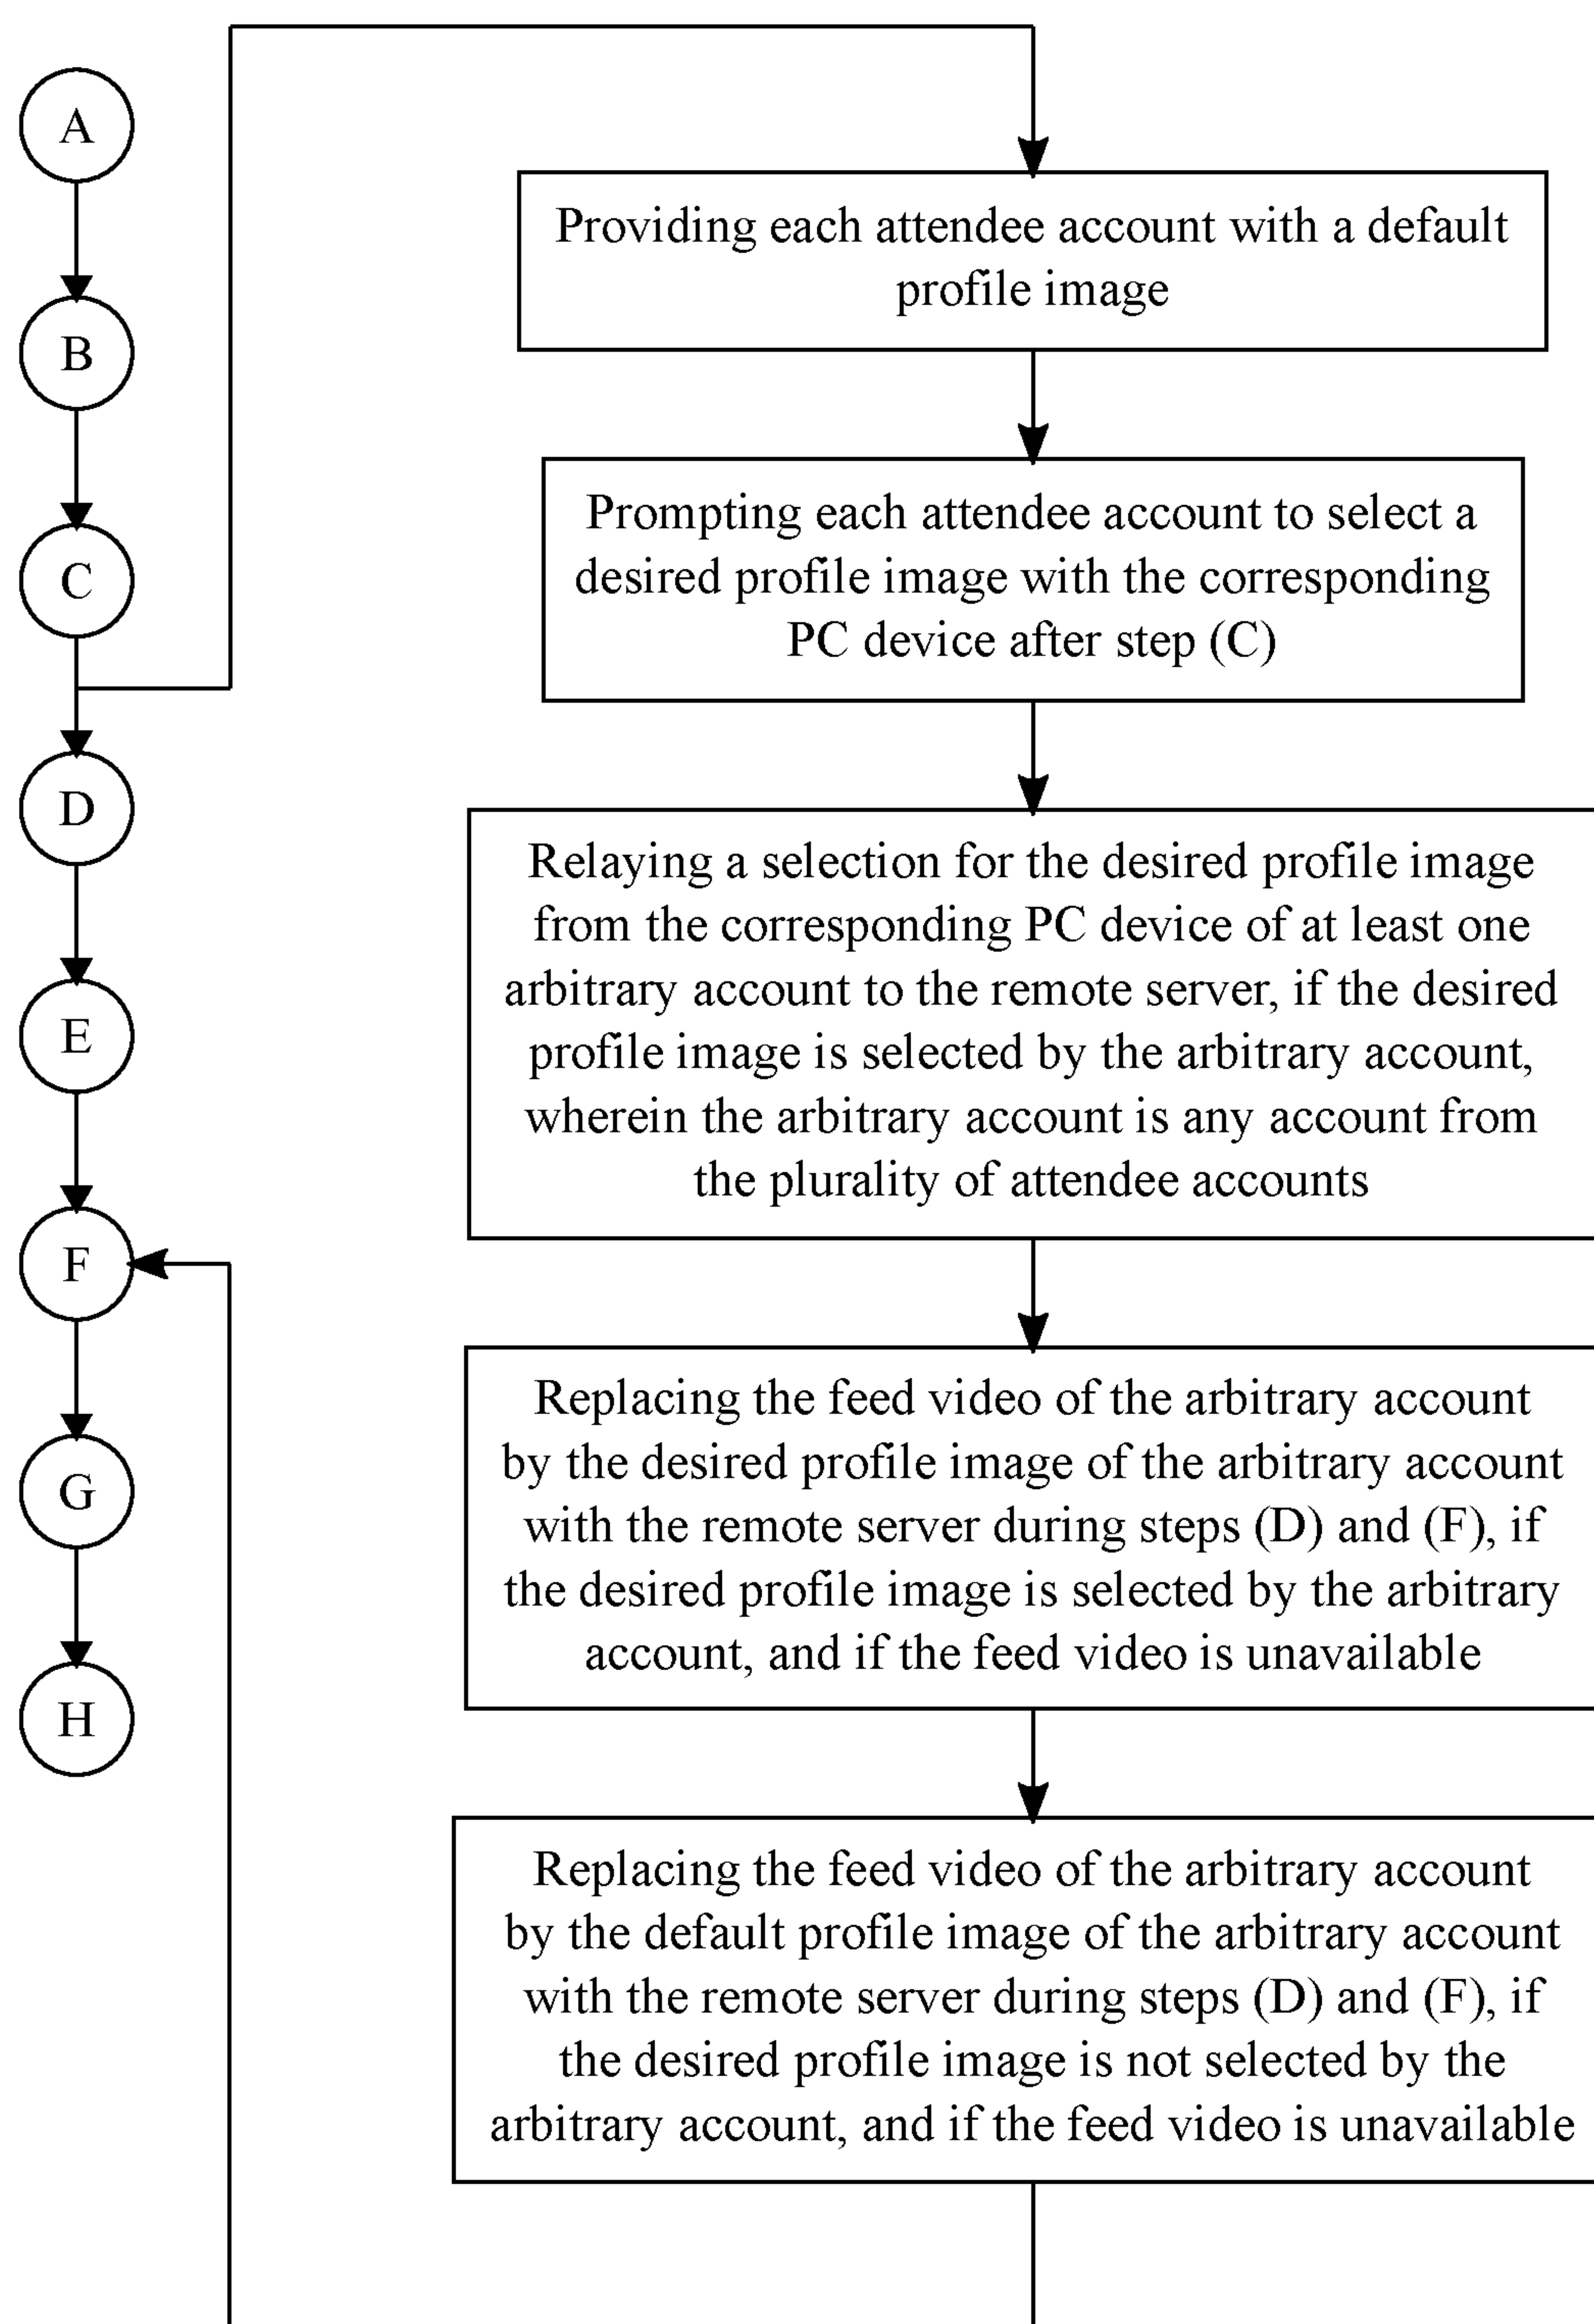 A
B
C
D
E
F
G
H
Providing each attendee account with a default
profile image
Prompting each attendee account to select a
desired profile image with the corresponding
PC device after step (C)
Relaying a selection for the desired profile image
from the corresponding PC device of at least one
arbitrary account to the remote server, if the desired
profile image is selected by the arbitrary account,
wherein the arbitrary account is any account from
the plurality of attendee accounts
Replacing the feed video of the arbitrary account
by the desired profile image of the arbitrary account
with the remote server during steps (D) and (F), if
the desired profile image is selected by the arbitrary
account, and if the feed video is unavailable
Replacing the feed video of the arbitrary account
by the default profile image of the arbitrary account
with the remote server during steps (D) and (F), if
the desired profile image is not selected by the
arbitrary account, and if the feed video is unavailable